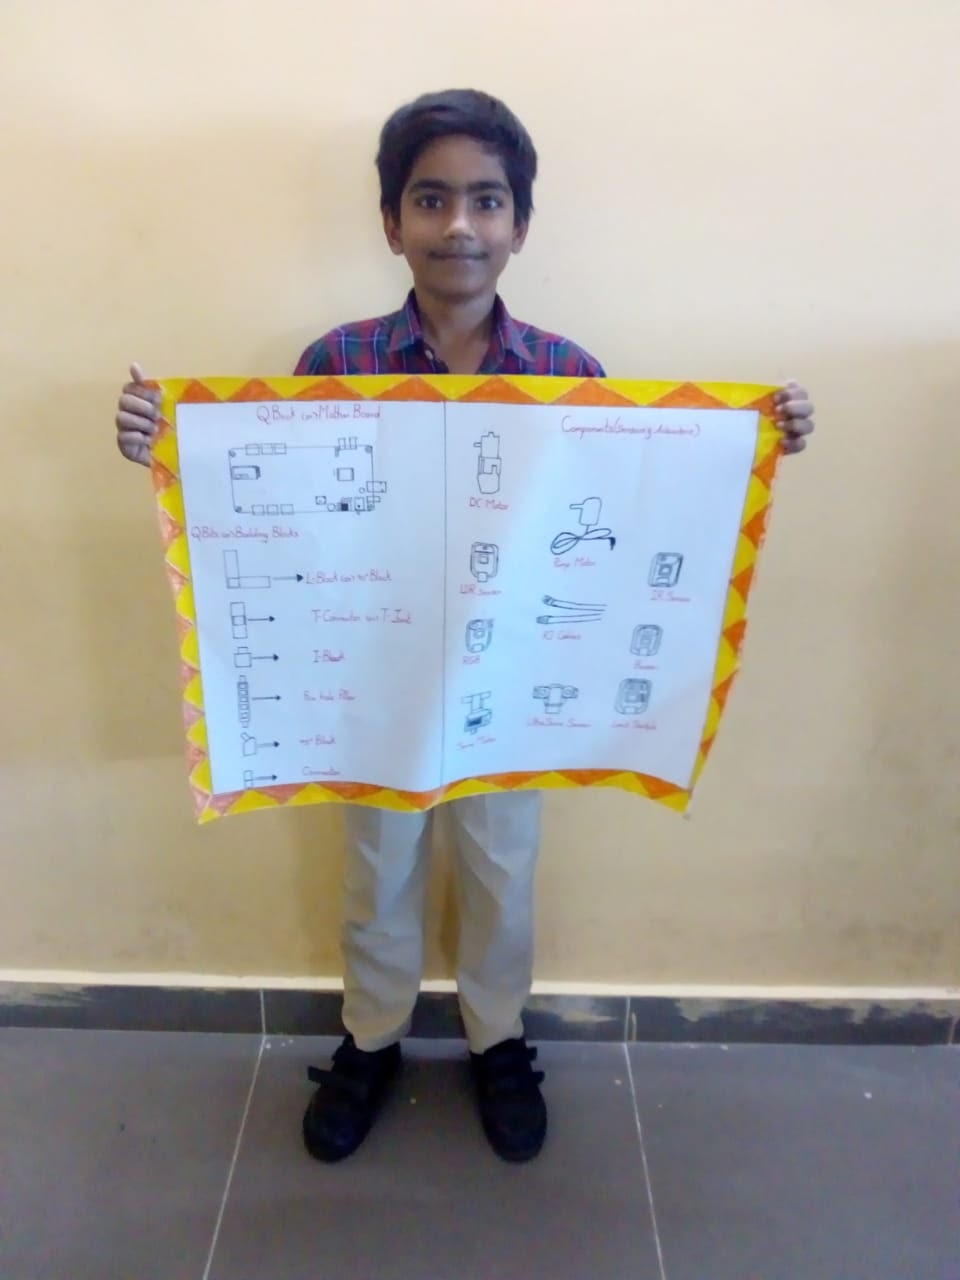 Q Brick (or) Mother Board
Q Bits (or) Building Blocks
L-Block (or) 90° Block
T-Connector (or) T-Joint
I-Block
Five hole Pillar
45° Block
Connector
Components (Sensors &
DC Motor
Pump Motor
LDR Sensor
IR Sensor
RJ Cables
RGB
Buzzer
Servo Motor
Ultra Sonic Sensor
Limit Switch